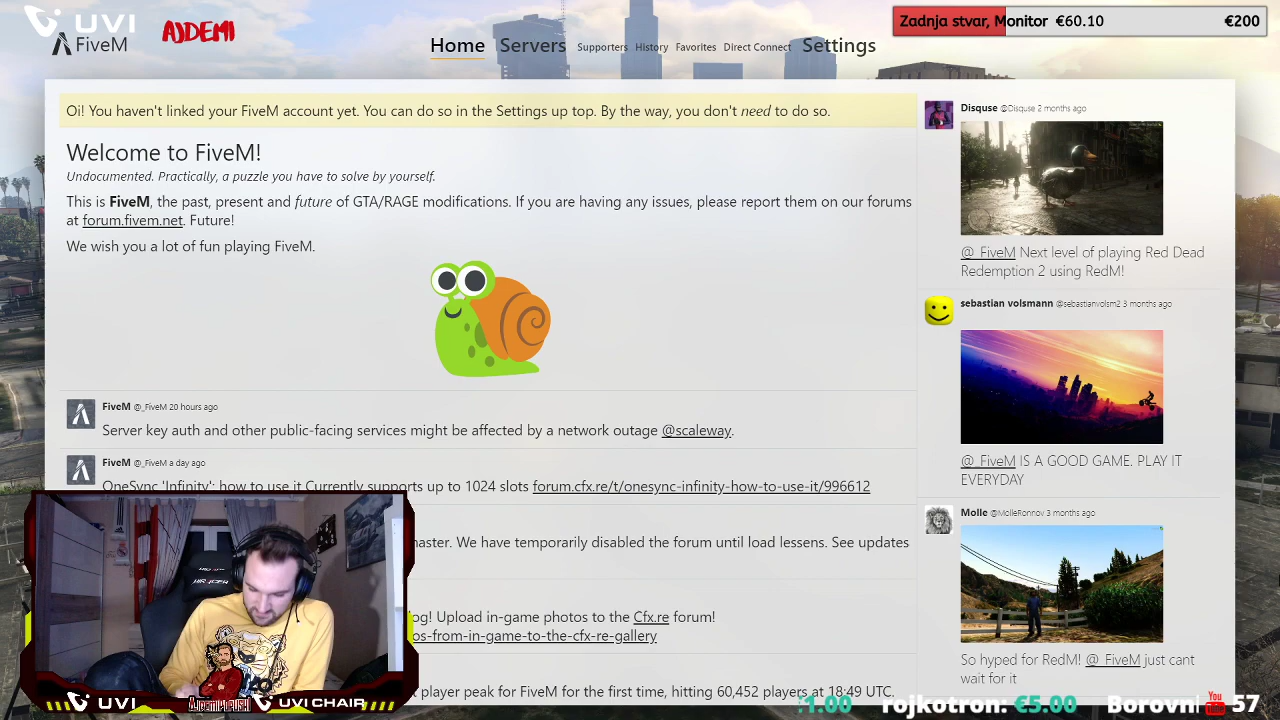 UVI
FiveM
AJDEMI
Home Servers Supporters History Favorites Direct Connect Settings
Zadnja stvar, Monitor €60.10 €200
Oi! You haven't linked your FiveM account yet. You can do so in the Settings up top. By the way, you don't need to do so.
Welcome to FiveM!
Undocumented. Practically, a puzzle you have to solve by yourself.
This is FiveM, the past, present and future of GTA/RAGE modifications. If you are having any issues, please report them on our forums
at forum.fivem.net. Future!
We wish you a lot of fun playing FiveM.
FiveM @_FiveM 20 hours ago
Server key auth and other public-facing services might be affected by a network outage @scaleway.
FiveM @_FiveM a day ago
OneSync 'Infinity': how to use it! Currently supports up to 1024 slots forum.cfx.re/t/onesync-infinity-how-to-use-it/996612
master. We have temporarily disabled the forum until load lessens. See updates
log! Upload in-game photos to the Cfx.re forum!
os-from-in-game-to-the-cfx-re-gallery
player peak for FiveM for the first time, hitting 60,452 players at 18:49 UTC.
Disquse @Disquse 2 months ago
@_FiveM Next level of playing Red Dead
Redemption 2 using RedM!
sebastian volsmann @sebastianvolsm2 3 months ago
@_FiveM IS A GOOD GAME. PLAY IT
EVERYDAY
Molle @MolleRonnov 3 months ago
So hyped for RedM! @_FiveM just cant
wait for it
UVI CHAIR
UVI CHAIR
1.00 rojkotron: €5.00 Borovni
You Tube 57